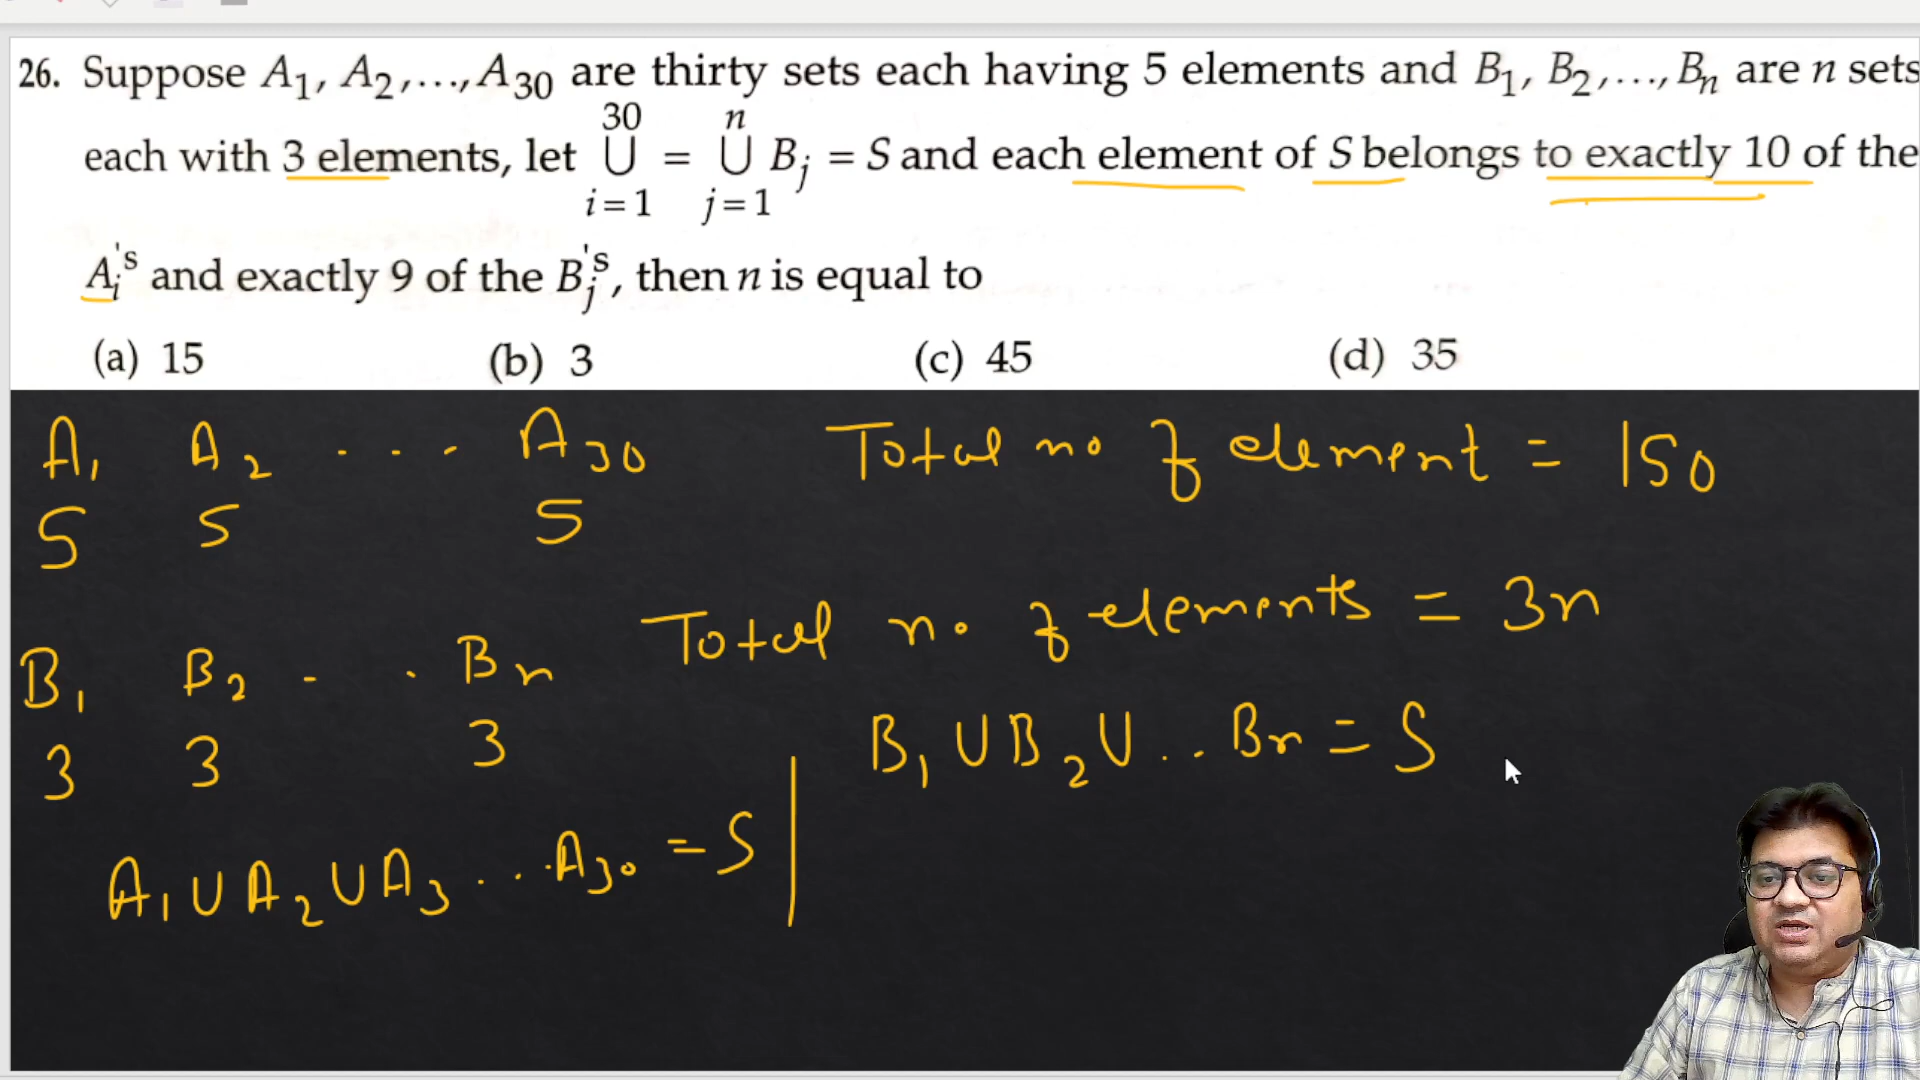 26. Suppose A1, A2,..., A30 are thirty sets each having 5 elements and B1, B2,..., Bn are n sets
30 n
each with 3 elements, let ∪ = ∪ Bj = S and each element of S belongs to exactly 10 of the
i=1 j=1
Ai's and exactly 9 of the Bj's, then n is equal to
(a) 15 (b) 3 (c) 45 (d) 35
A1 A2 ... A30 Total no of element = 150
5 5 5
B1 B2 - . . Bn Total no. of elements = 3n
3 3 3
B1 ∪ B2 ∪ .. Bn = S
A1 ∪ A2 ∪ A3 ... A30 = S